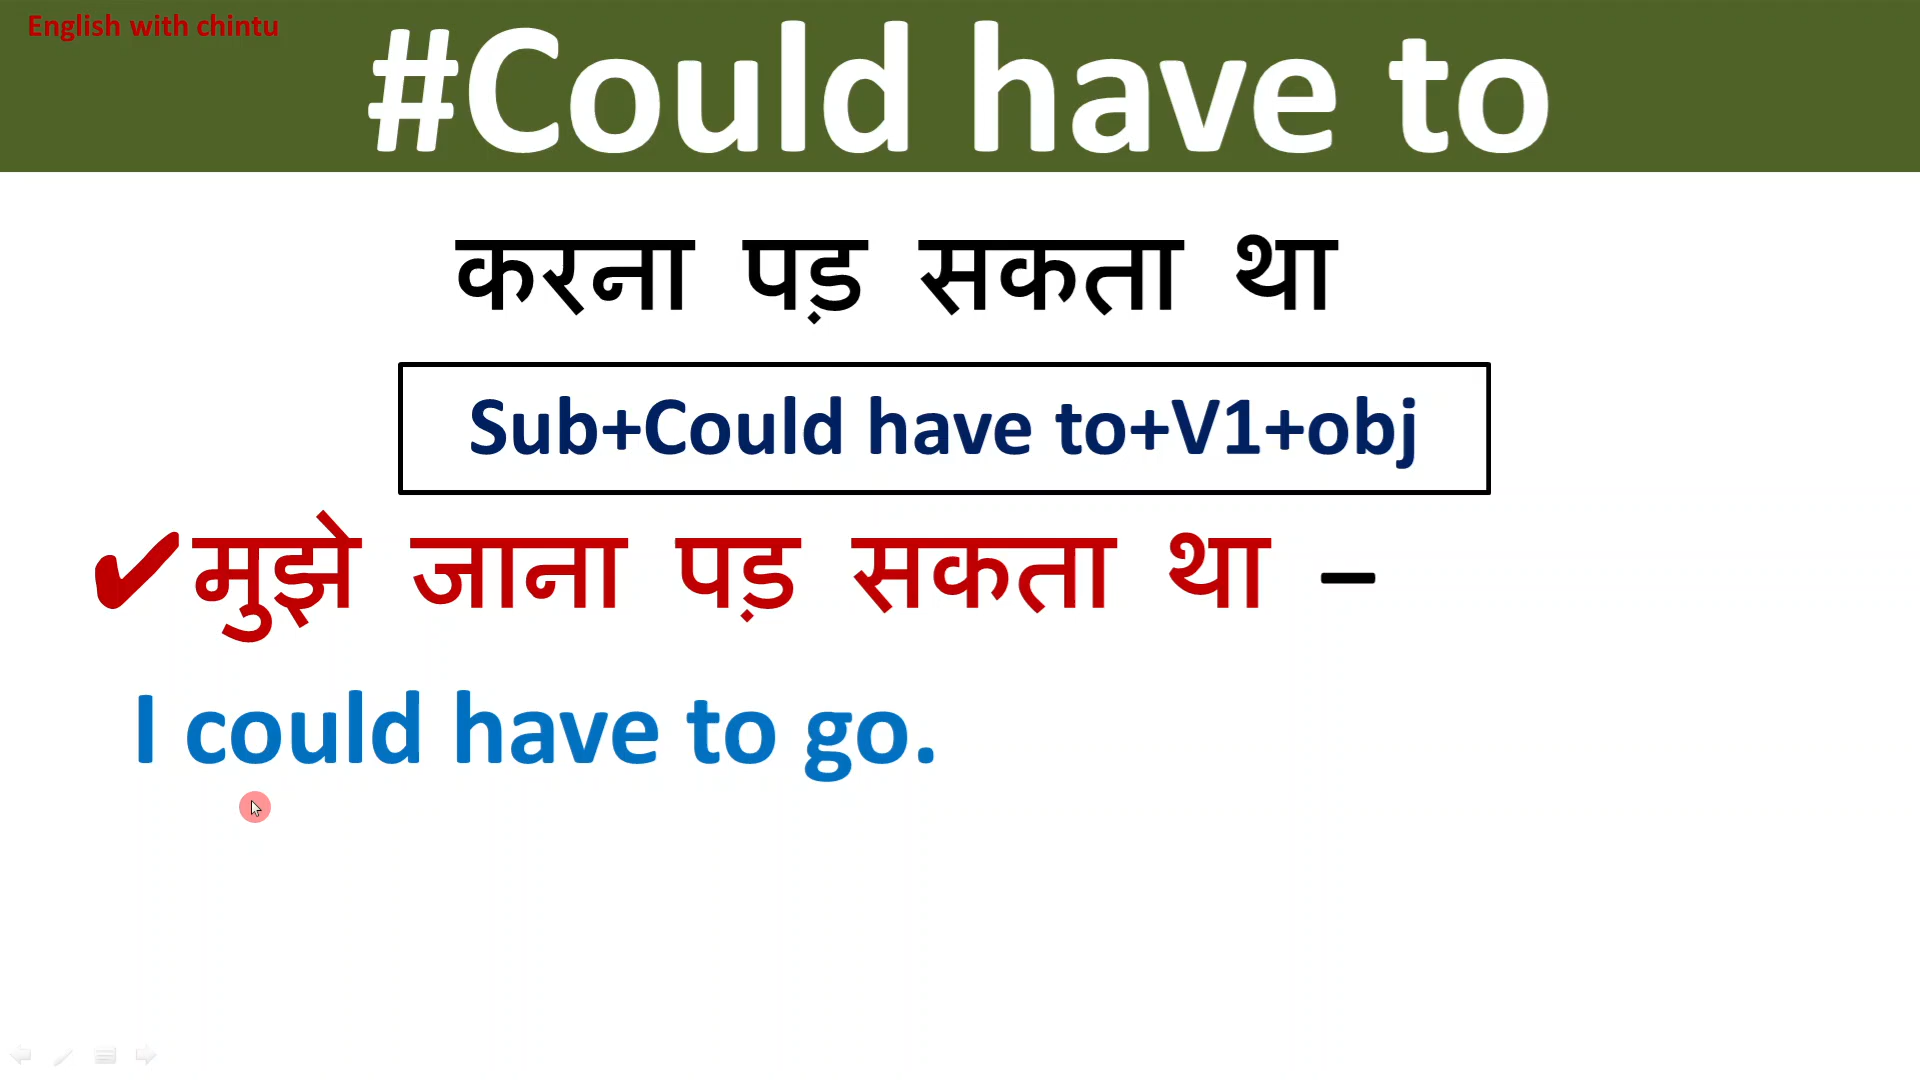 English with chintu
#Could have to
करना पड़ सकता था
Sub+Could have to+V1+obj
✔मुझे जाना पड़ सकता था –
I could have to go.